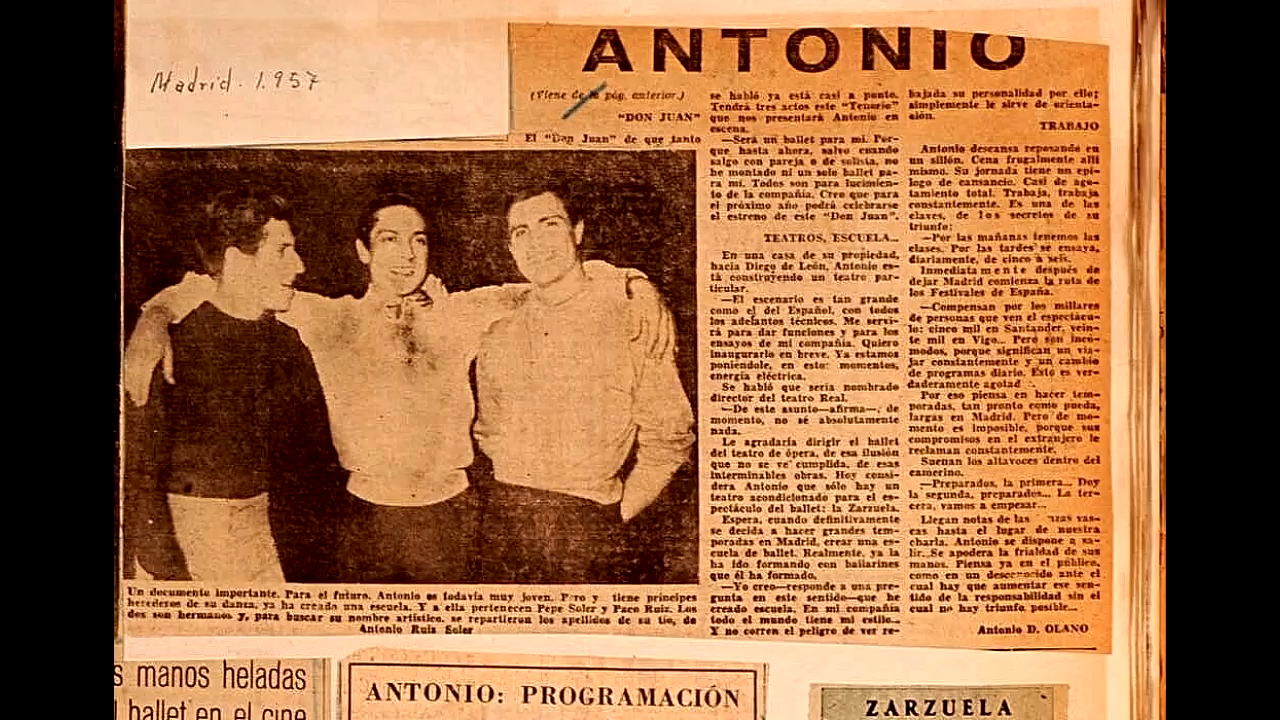 Madrid. 1.957
ANTONIO
(Viene de la pág. anterior.)
"DON JUAN"
El "Don Juan" de que tanto
se habló ya está casi a punto.
Tendrá tres actos este "Tenorio"
que nos presentará Antonio en
escena.
—Será un ballet para mí. Por-
que hasta ahora, salvo cuando
salgo con pareja o de solista, no
he montado ni un solo ballet pa-
ra mí. Todos son para lucimien-
to de la compañía. Creo que para
el próximo año podrá celebrarse
el estreno de este "Don Juan".
TEATROS, ESCUELA...
En una casa de su propiedad,
hacia Diego de León, Antonio es-
tá construyendo un teatro par-
ticular.
—El escenario es tan grande
como el del Español, con todos
los adelantos técnicos. Me servi-
rá para dar funciones y para los
ensayos de mi compañía. Quiero
inaugurarlo en breve. Ya estamos
poniéndole, en estos momentos,
energía eléctrica.
Se habló que sería nombrado
director del teatro Real.
—De este asunto—afirma—, de
momento, no sé absolutamente
nada.
Le agradaría dirigir el ballet
del teatro de ópera, de esa ilusión
que no se ve cumplida, de esas
interminables obras. Hoy consi-
dera Antonio que sólo hay un
teatro acondicionado para el es-
pectáculo del ballet: la Zarzuela.
Espera, cuando definitivamente
se decida a hacer grandes tem-
poradas en Madrid, crear una es-
cuela de ballet. Realmente, ya la
ha ido formando con bailarines
que él ha formado.
—Yo creo—responde a una pre-
gunta en este sentido—que he
creado escuela. En mi compañía
todo el mundo tiene mi estilo...
Y no corren el peligro de ver re-
bajada su personalidad por ello;
simplemente le sirve de orienta-
ción.
TRABAJO
Antonio descansa reposando en
un sillón. Cena frugalmente allí
mismo. Su jornada tiene un epí-
logo de cansancio. Casi de ago-
tamiento total. Trabaja, trabaja
constantemente. Es una de las
claves, de los secretos de su
triunfo:
—Por las mañanas tenemos las
clases. Por las tardes se ensaya,
diariamente, de cinco a seis.
Inmediatamente después de
dejar Madrid comienza la ruta de
los Festivales de España.
—Compensan por los millares
de personas que ven el espectácu-
lo: cinco mil en Santander, vein-
te mil en Vigo... Pero son incó-
modos, porque significan un via-
jar constantemente y un cambio
de programas diario. Esto es ver-
daderamente agotad
Por eso piensa en hacer tem-
poradas, tan pronto como pueda,
largas en Madrid. Pero de mo-
mento es imposible, porque sus
compromisos en el extranjero le
reclaman constantemente.
Suenan los altavoces dentro del
camerino.
—Preparados, la primera... Doy
la segunda, preparados... La ter-
cera, vamos a empezar...
Llegan notas de las vas-
cas hasta el lugar de nuestra
charla. Antonio se dispone a sa-
lir. Se apodera la frialdad de sus
manos. Piensa ya en el público,
como en un desconocido ante el
cual hay que aumentar ese sen-
tido de la responsabilidad sin el
cual no hay triunfo posible...
Antonio D. OLANO
Un documento importante. Para el futuro. Antonio es todavía muy joven. Pero y tiene príncipes
herederos de su danza, ya ha creado una escuela. Y a ella pertenecen Pepe Soler y Paco Ruiz. Los
dos son hermanos y, para buscar su nombre artístico, se repartieron los apellidos de su tío, de
Antonio Ruiz Soler
s manos heladas
ballet en el cine
ANTONIO: PROGRAMACIÓN
ZARZUELA